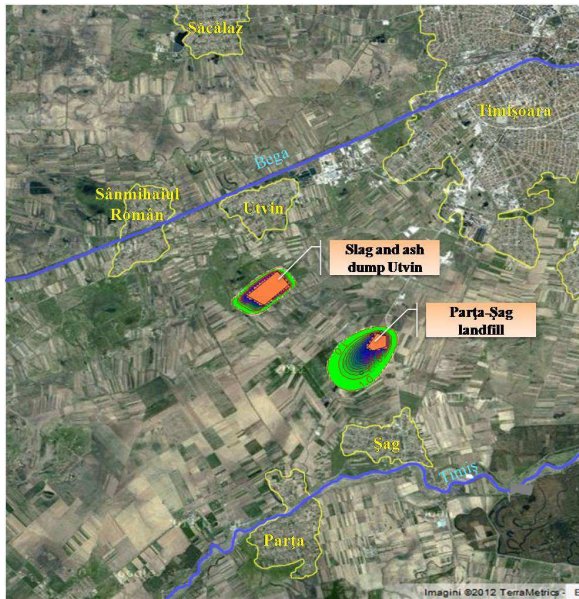 Săcălaz
Timișoara
Bega
Sânmihaiul
Român
Utvin
Slag and ash
dump Utvin
Parţa-Şag
landfill
Şag
Timiş
Parţa
Imagini ©2012 TerraMetrics -